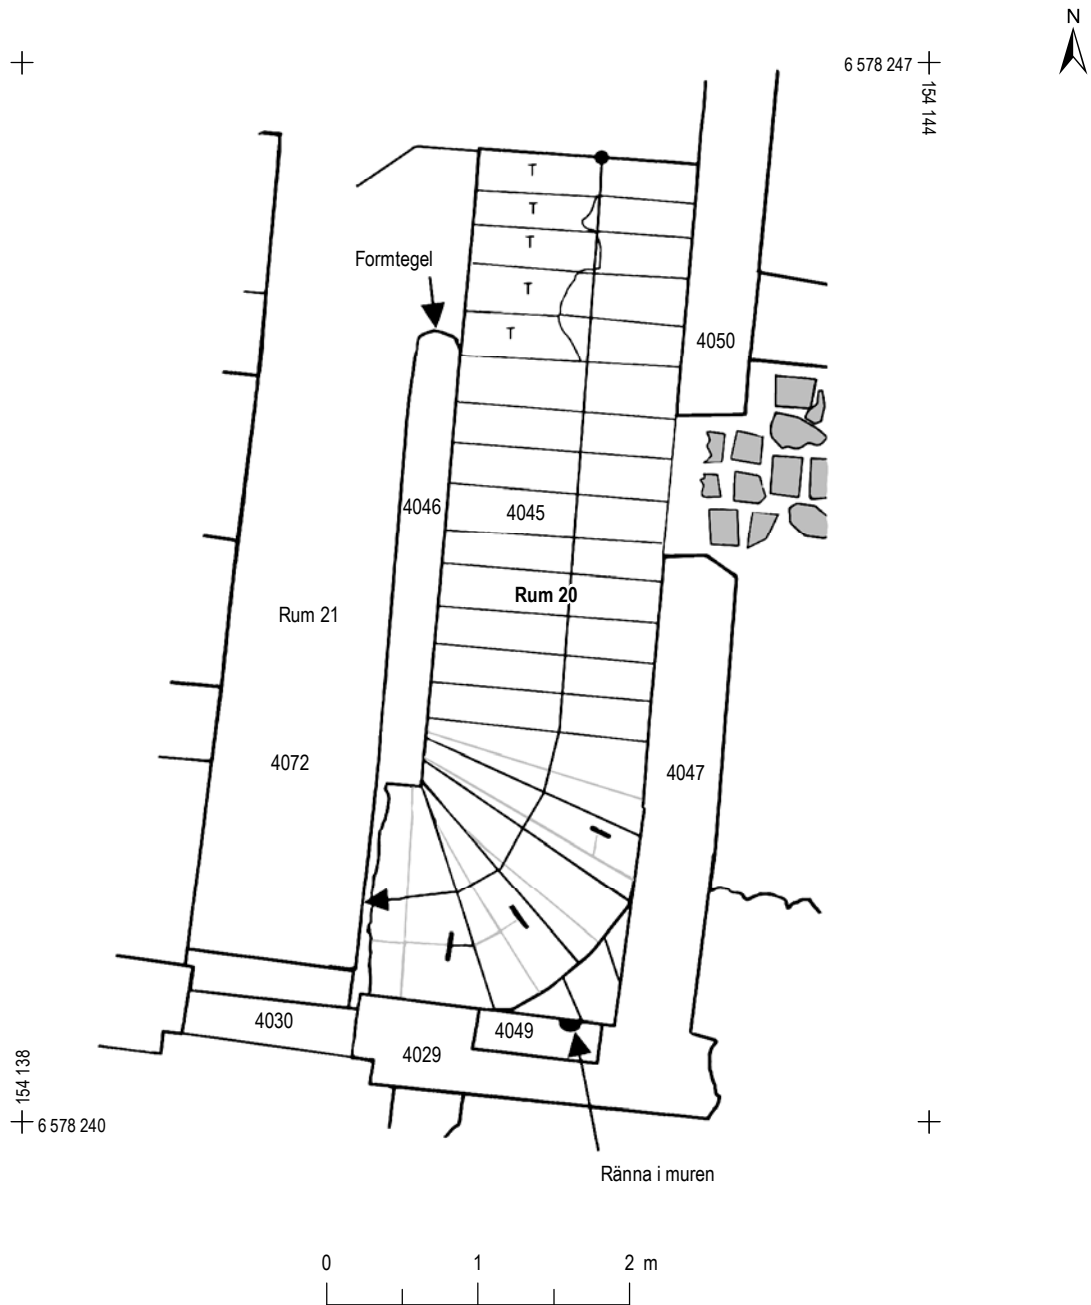 N
6 578 247
154 144
T
T
T
Formtegel
T
T
4050
4046
4045
Rum 20
Rum 21
4072
4047
4030
4049
4029
154 138
6 578 240
Ränna i muren
0 1 2 m